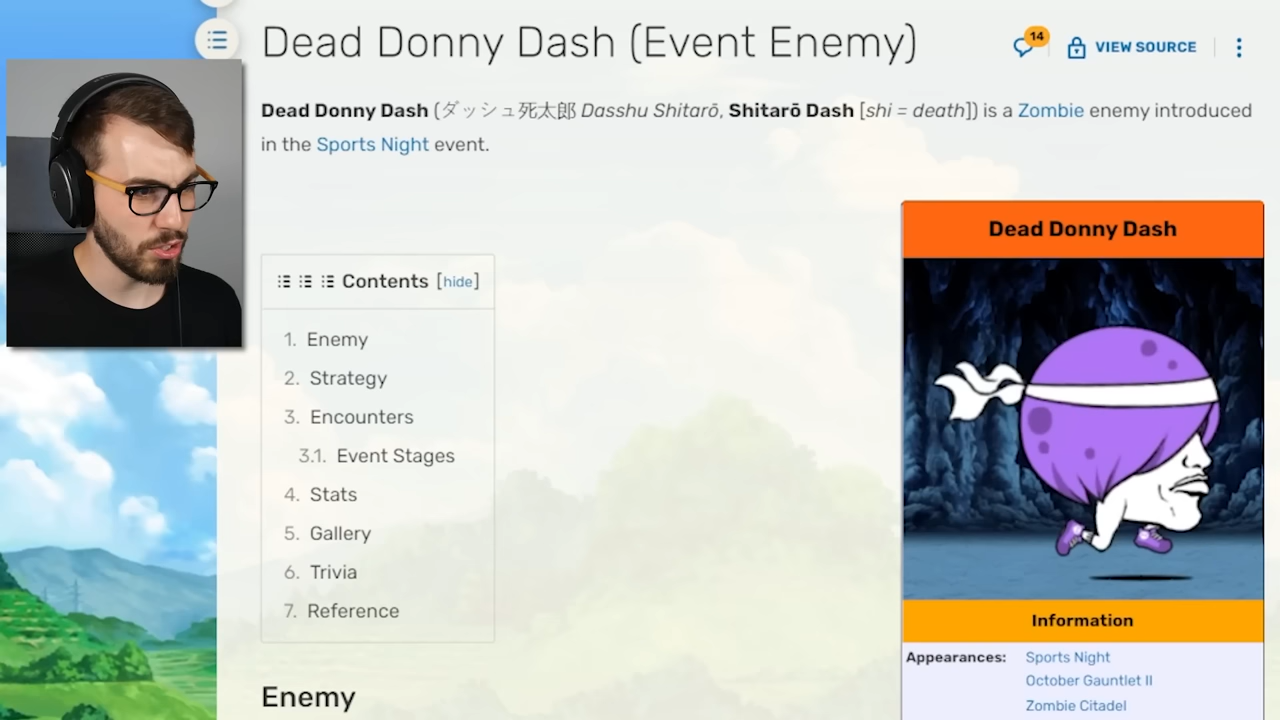 Dead Donny Dash (Event Enemy)
14
VIEW SOURCE
Dead Donny Dash (ダッシュ死太郎 Dasshu Shitarō, Shitarō Dash [shi = death]) is a Zombie enemy introduced
in the Sports Night event.
Contents [hide]
1. Enemy
2. Strategy
3. Encounters
3.1. Event Stages
4. Stats
5. Gallery
6. Trivia
7. Reference
Enemy
Dead Donny Dash
Information
Appearances: Sports Night
October Gauntlet II
Zombie Citadel